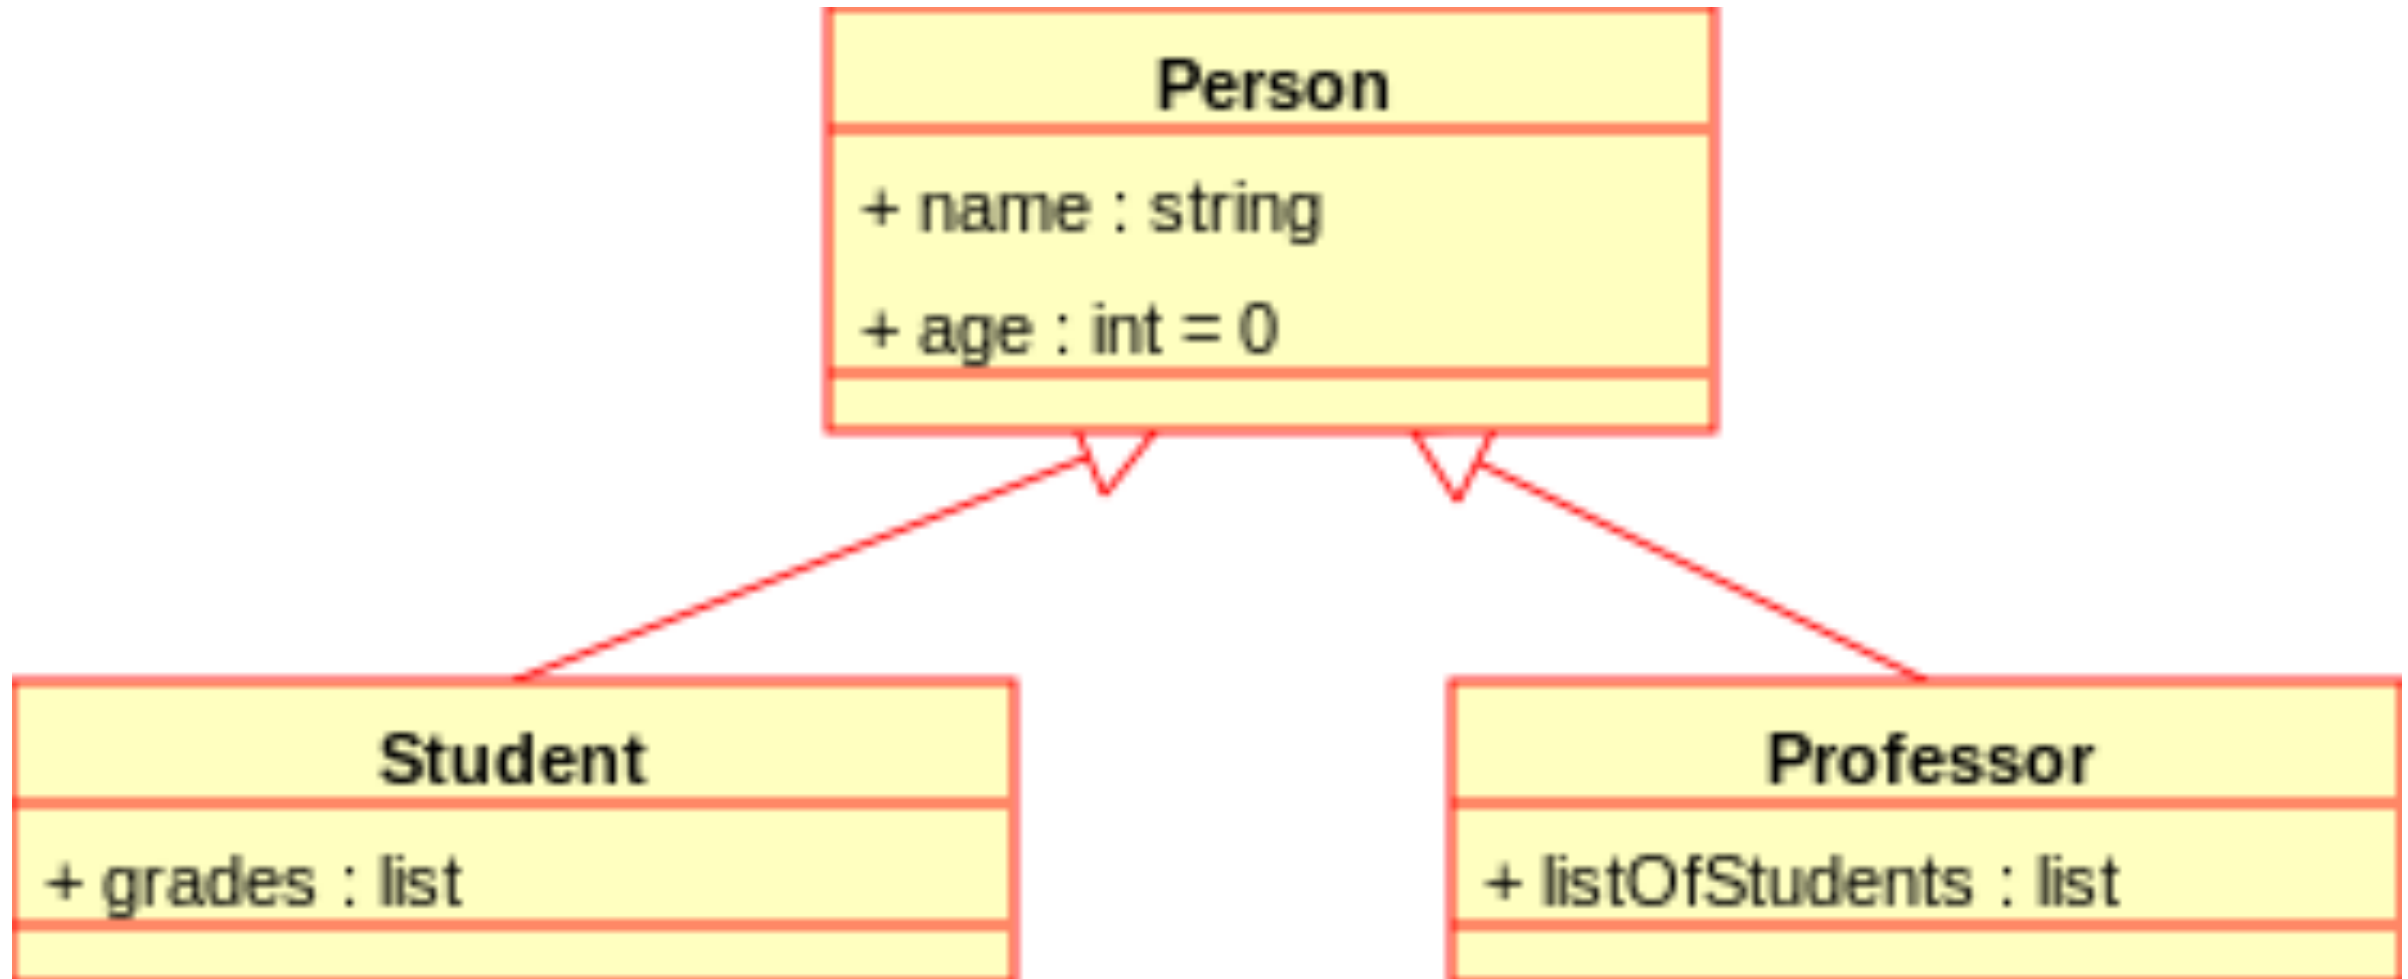 Person
+ name : string
+ age : int = 0
Student
+ grades : list
Professor
+ listOfStudents : list